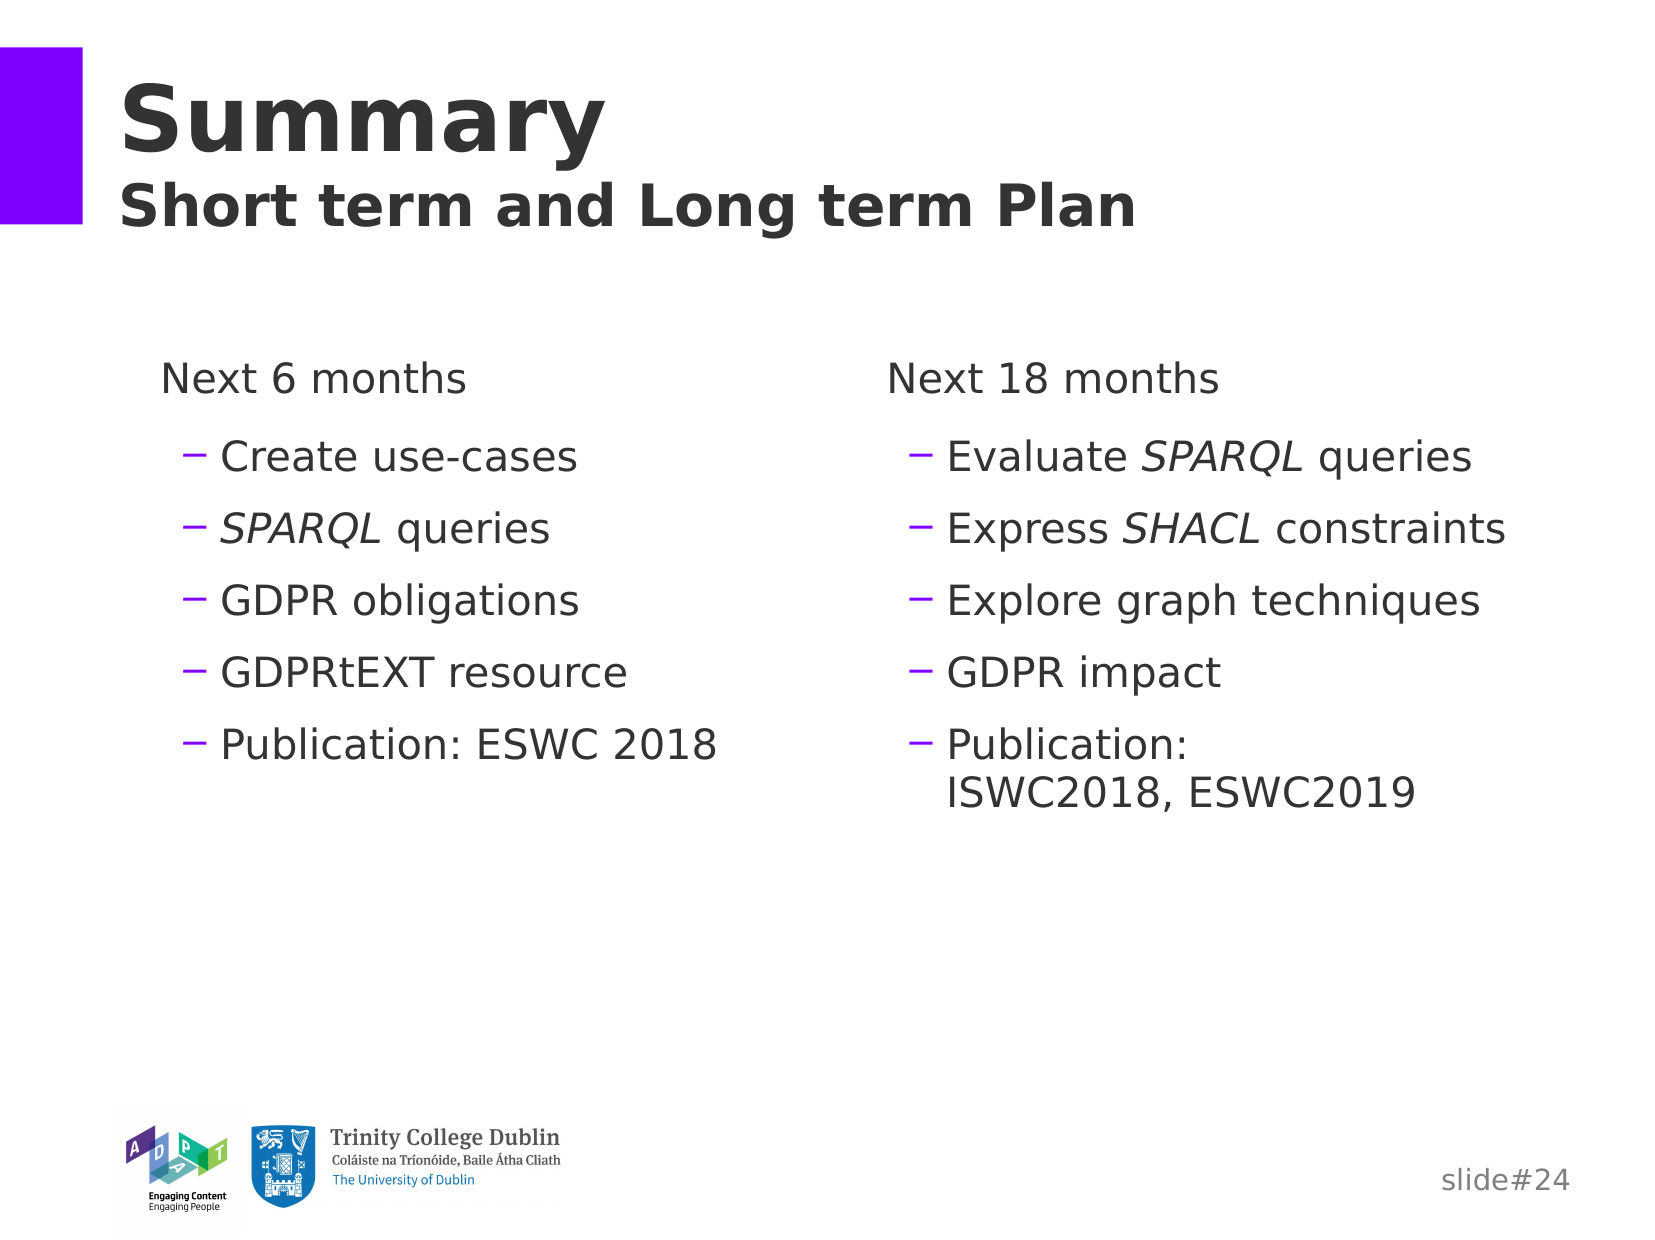 Summary
Short term and Long term Plan
Next 6 months
– Create use-cases
– SPARQL queries
– GDPR obligations
– GDPRtEXT resource
– Publication: ESWC 2018
Next 18 months
– Evaluate SPARQL queries
– Express SHACL constraints
– Explore graph techniques
– GDPR impact
– Publication:
ISWC2018, ESWC2019
ADAPT
Engaging Content
Engaging People
Trinity College Dublin
Coláiste na Tríonóide, Baile Átha Cliath
The University of Dublin
slide#24